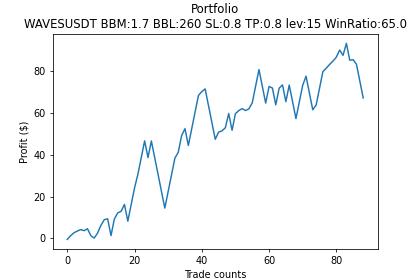 Portfolio
WAVESUSDT BBM:1.7 BBL:260 SL:0.8 TP:0.8 lev:15 WinRatio:65.0
80
60
40
20
0
Profit ($)
0 20 40 60 80
Trade counts